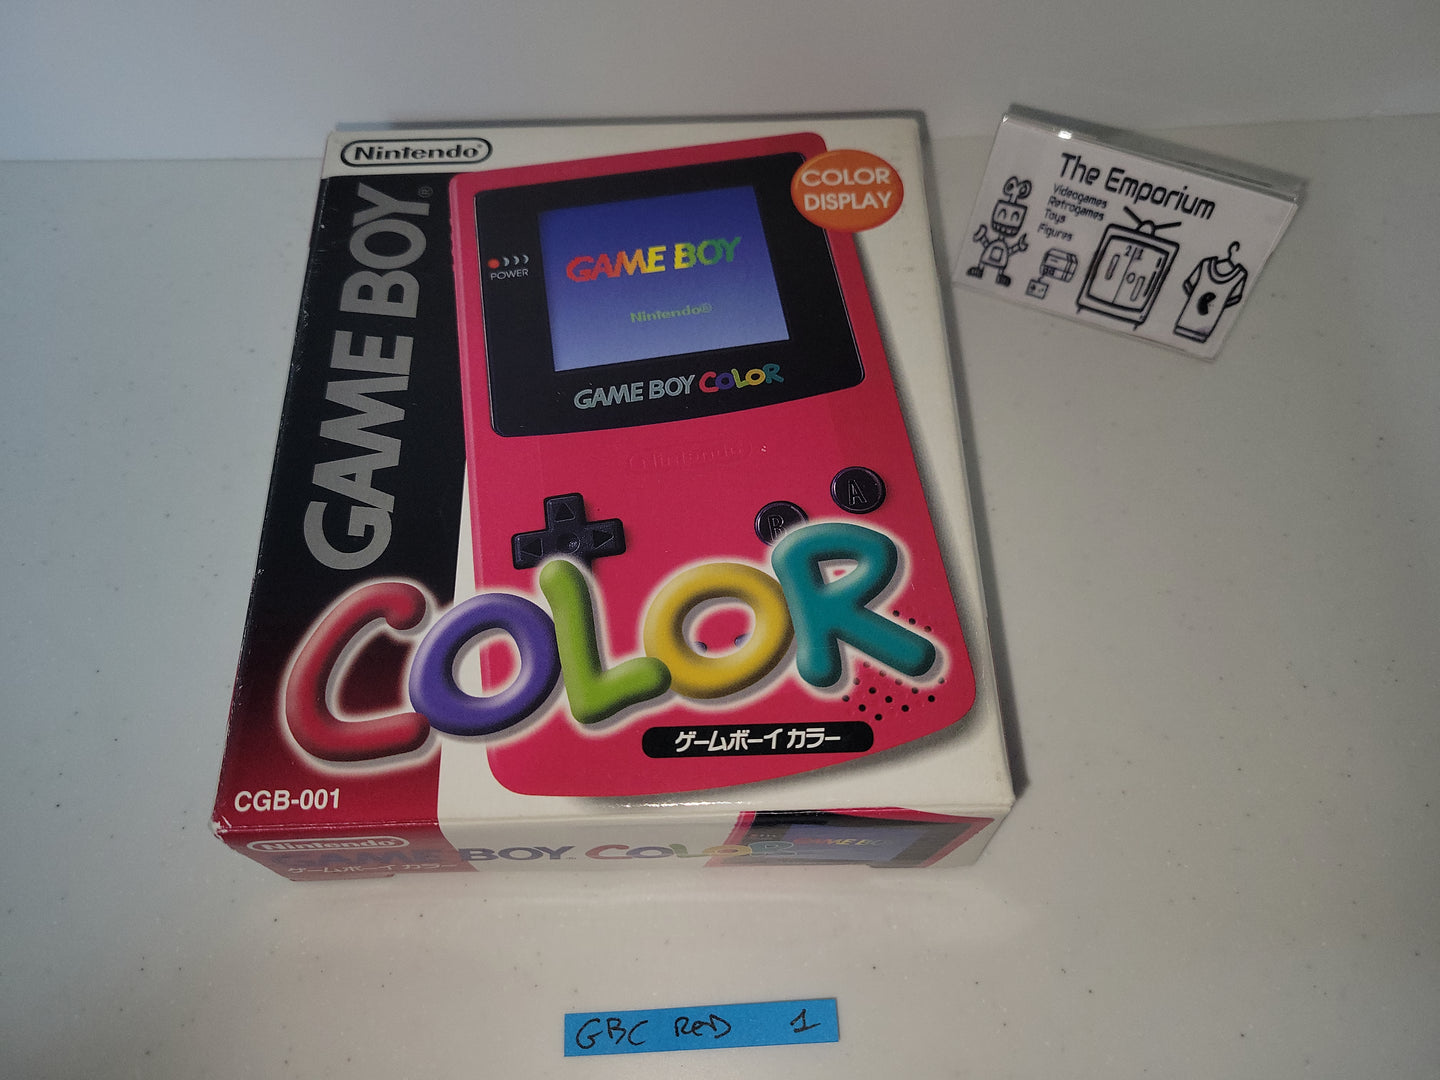 Nintendo®
GAME BOY®
COLOR
DISPLAY
POWER
GAME BOY
Nintendo®
GAME BOY COLOR
Nintendo
A
B
COLOR
ゲームボーイカラー
CGB-001
Nintendo®
GAME BOY™ COLOR
ゲームボーイカラー
The Emporium
Videogames
Retrogames
Toys
Figures
GBC RED 1